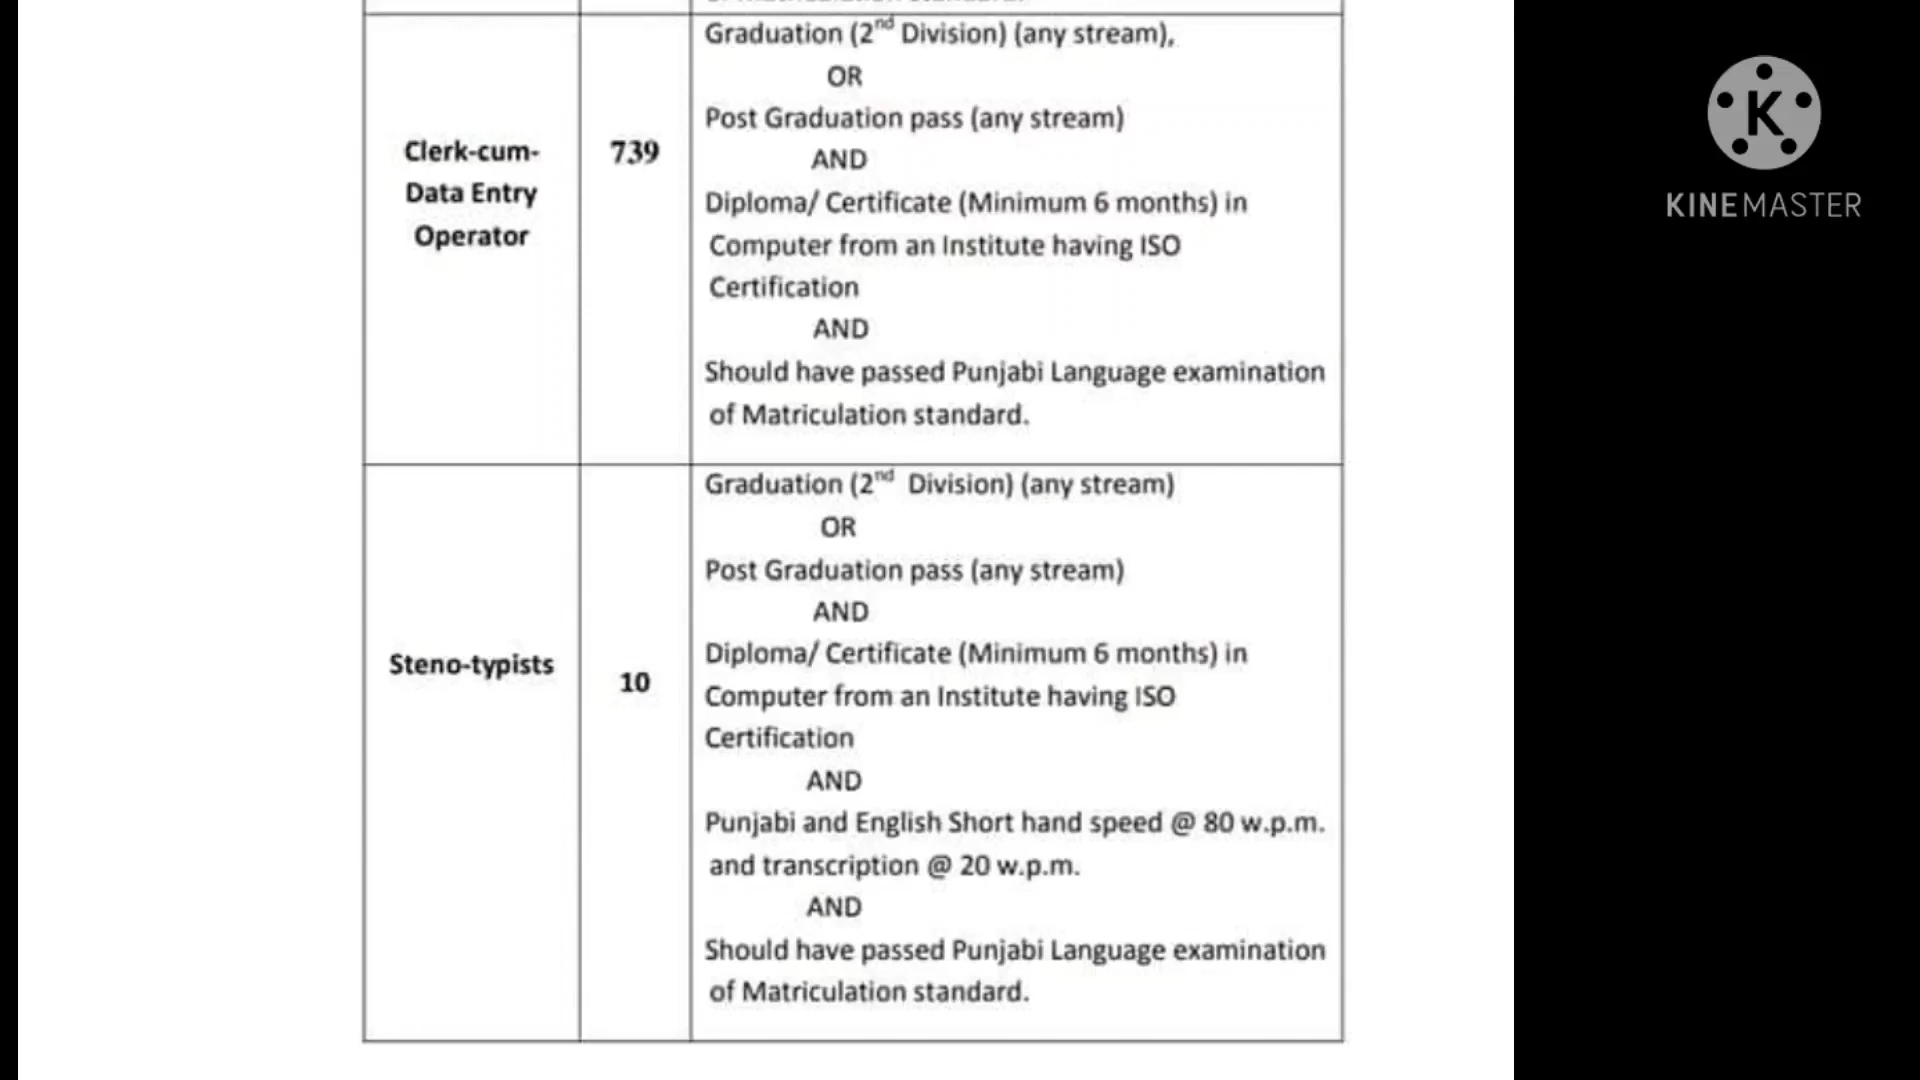 of Matriculation standard.
Graduation (2nd Division) (any stream),
OR
Post Graduation pass (any stream)
AND
Clerk-cum-
Data Entry
Operator
739
Diploma/ Certificate (Minimum 6 months) in
Computer from an Institute having ISO
Certification
AND
Should have passed Punjabi Language examination
of Matriculation standard.
Graduation (2nd Division) (any stream)
OR
Post Graduation pass (any stream)
AND
Steno-typists
10
Diploma/ Certificate (Minimum 6 months) in
Computer from an Institute having ISO
Certification
AND
Punjabi and English Short hand speed @ 80 w.p.m.
and transcription @ 20 w.p.m.
AND
Should have passed Punjabi Language examination
of Matriculation standard.
K
KINEMASTER